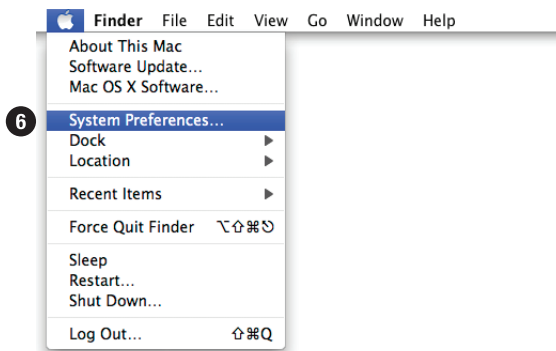 Finder File Edit View Go Window Help
About This Mac
Software Update...
Mac OS X Software...
6 System Preferences...
Dock
Location
Recent Items
Force Quit Finder ⌥⇧⌘⎋
Sleep
Restart...
Shut Down...
Log Out... ⇧⌘Q